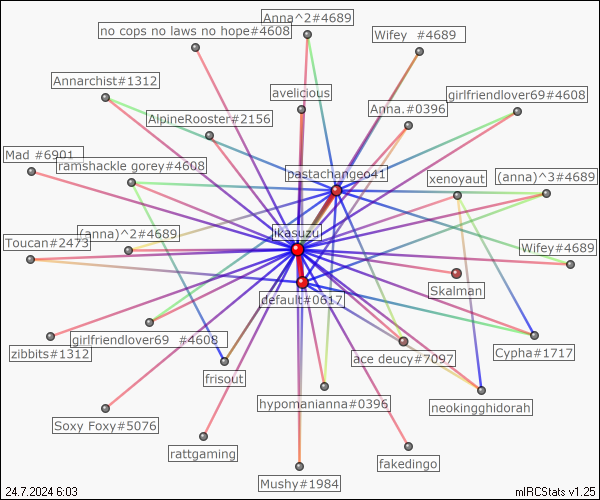 Anna^2#4689
no cops no laws no hope#4608
Wifey  #4689
Annarchist#1312
avelicious
girlfriendlover69#4608
AlpineRooster#2156
Anna.#0396
Mad #6901
ramshackle gorey#4608
pastachangeo41
xenoyaut
(anna)^3#4689
(anna)^2#4689
ikasuzu
Toucan#2473
Wifey#4689
Skalman
default#0617
girlfriendlover69  #4608
zibbits#1312
Cypha#1717
ace deucy#7097
frisout
hypomanianna#0396
neokingghidorah
Soxy Foxy#5076
rattgaming
fakedingo
Mushy#1984
24.7.2024 6:03
mIRCStats v1.25